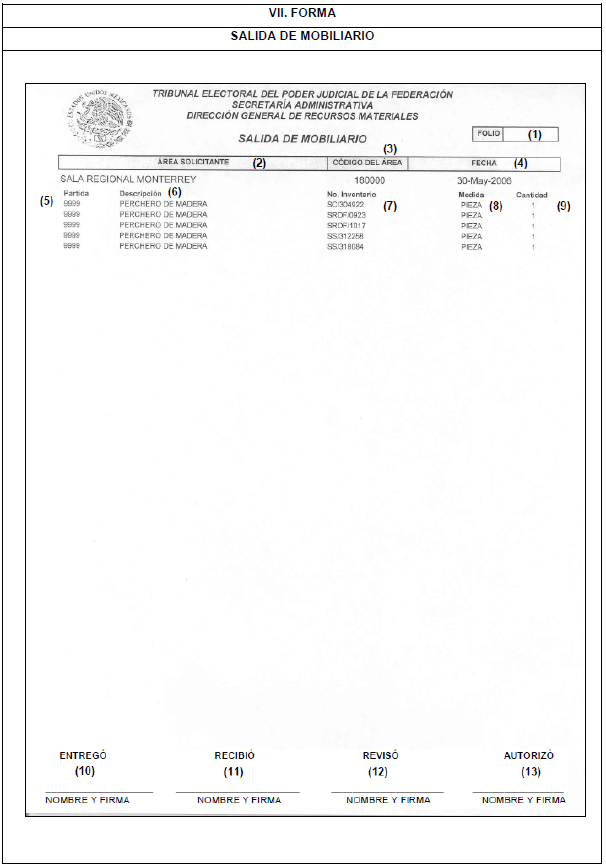 VII. FORMA
SALIDA DE MOBILIARIO
ESTADOS UNIDOS MEXICANOS
TRIBUNAL ELECTORAL DEL PODER JUDICIAL DE LA FEDERACIÓN
SECRETARÍA ADMINISTRATIVA
DIRECCIÓN GENERAL DE RECURSOS MATERIALES
SALIDA DE MOBILIARIO
FOLIO (1)
(3)
ÁREA SOLICITANTE (2) CÓDIGO DEL ÁREA FECHA (4)
SALA REGIONAL MONTERREY 180000 30-May-2006
(5) Partida Descripción (6) No. Inventario Medida Cantidad
9999 PERCHERO DE MADERA SC/304922 (7) PIEZA (8) 1 (9)
9999 PERCHERO DE MADERA SRDF/0923 PIEZA 1
9999 PERCHERO DE MADERA SRDF/1017 PIEZA 1
9999 PERCHERO DE MADERA SS/312256 PIEZA 1
9999 PERCHERO DE MADERA SS/318084 PIEZA 1
ENTREGÓ RECIBIÓ REVISÓ AUTORIZÓ
(10) (11) (12) (13)
NOMBRE Y FIRMA NOMBRE Y FIRMA NOMBRE Y FIRMA NOMBRE Y FIRMA